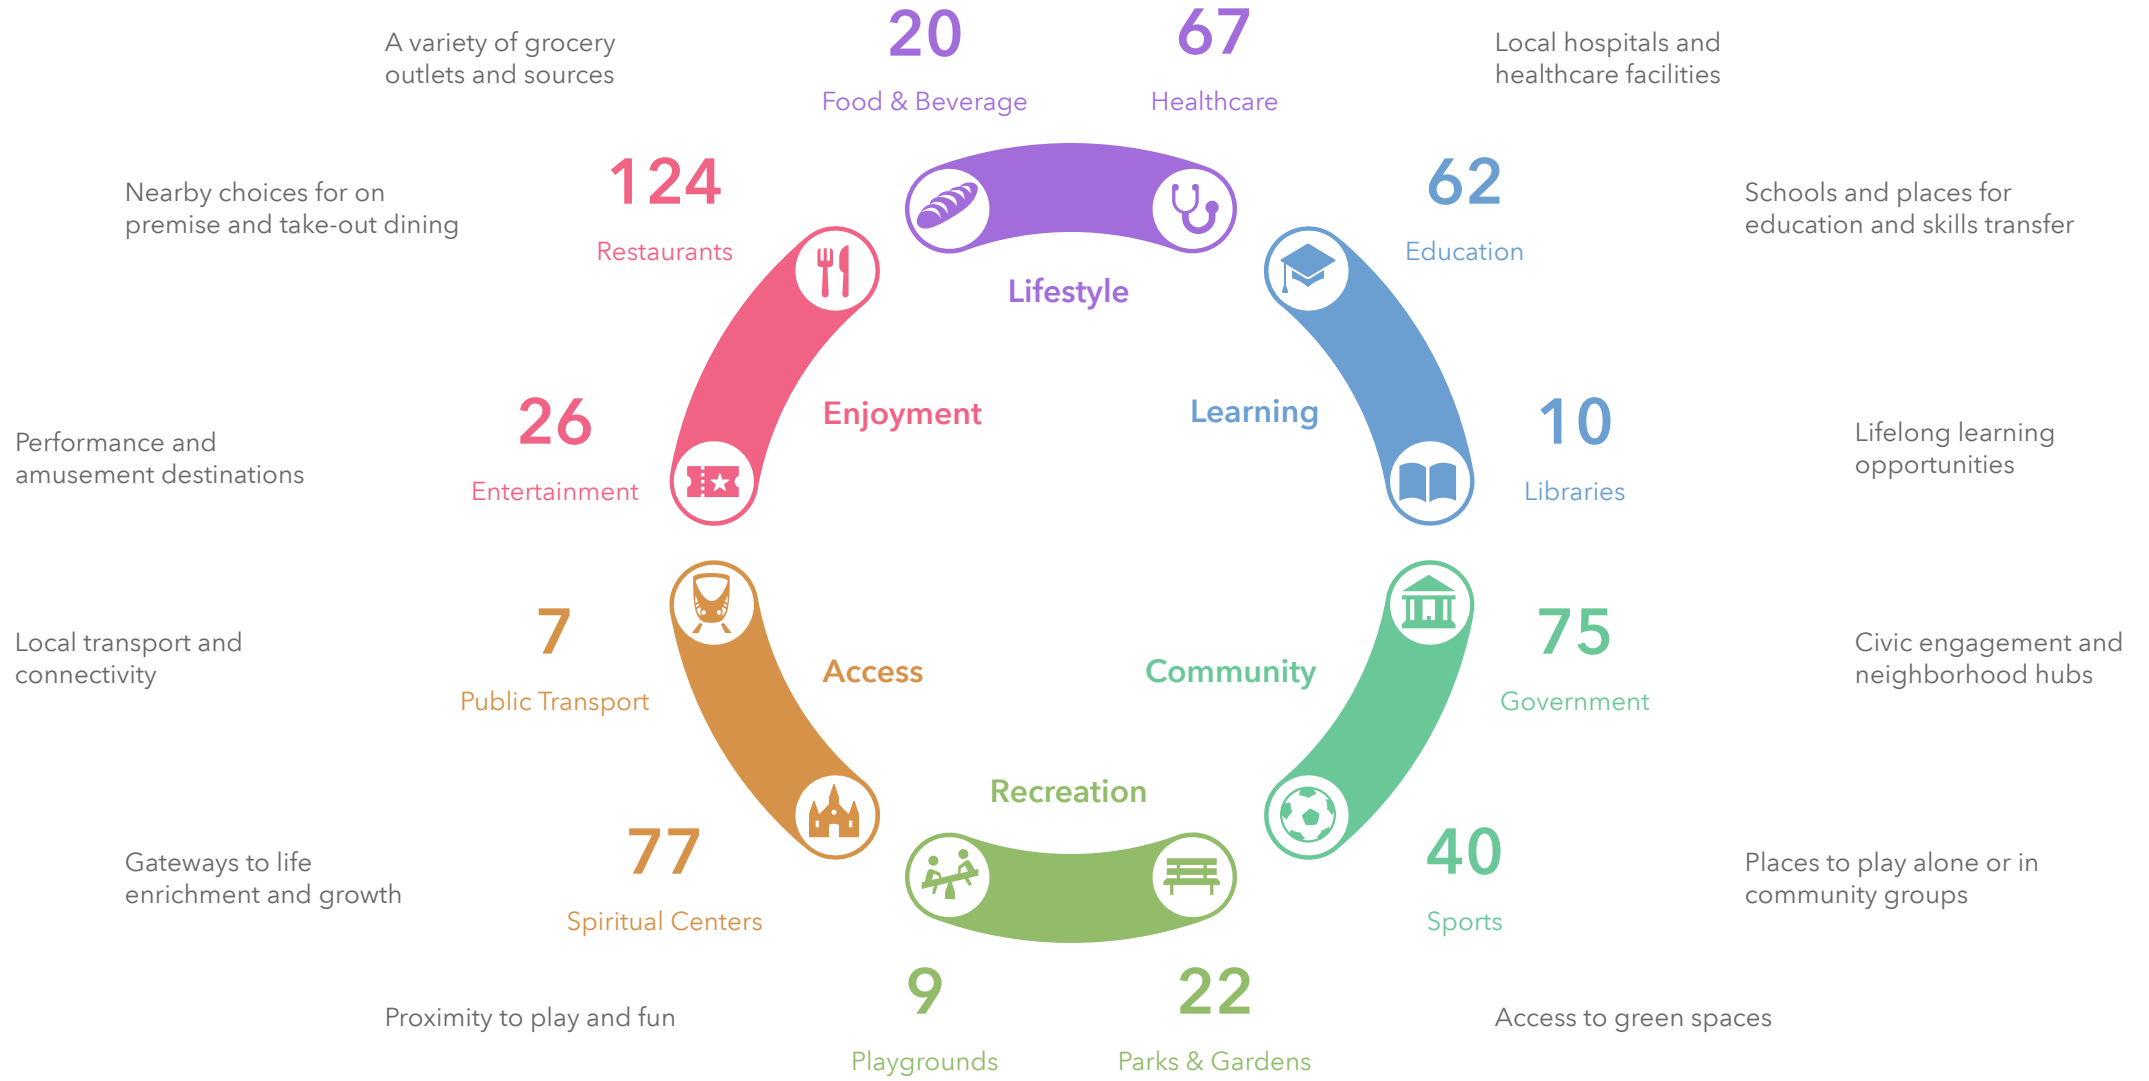 A variety of grocery
outlets and sources
20
Food & Beverage
67
Healthcare
Local hospitals and
healthcare facilities
Nearby choices for on
premise and take-out dining
124
Restaurants
62
Education
Schools and places for
education and skills transfer
Lifestyle
Performance and
amusement destinations
26
Entertainment
Enjoyment
Learning
10
Libraries
Lifelong learning
opportunities
Local transport and
connectivity
7
Public Transport
Access
Community
75
Government
Civic engagement and
neighborhood hubs
Recreation
Gateways to life
enrichment and growth
77
Spiritual Centers
40
Sports
Places to play alone or in
community groups
Proximity to play and fun
9
Playgrounds
22
Parks & Gardens
Access to green spaces